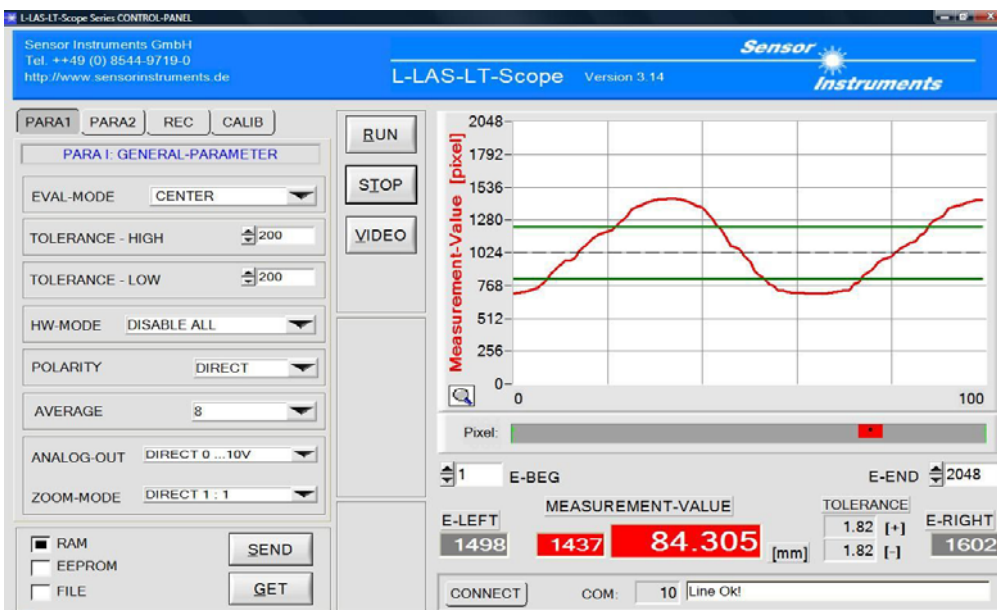 L-LAS-LT-Scope Series CONTROL-PANEL
Sensor Instruments GmbH
Tel. ++49 (0) 8544-9719-0
http://www.sensorinstruments.de
L-LAS-LT-Scope Version 3.14
Sensor Instruments
PARA1 PARA2 REC CALIB
PARA I: GENERAL-PARAMETER
EVAL-MODE CENTER
TOLERANCE - HIGH 200
TOLERANCE - LOW 200
HW-MODE DISABLE ALL
POLARITY DIRECT
AVERAGE 8
ANALOG-OUT DIRECT 0 ...10V
ZOOM-MODE DIRECT 1 : 1
RAM
EEPROM
FILE
SEND
GET
RUN
STOP
VIDEO
Measurement-Value [pixel]
2048
1792
1536
1280
1024
768
512
256
0
0 100
Pixel:
1 E-BEG E-END 2048
MEASUREMENT-VALUE TOLERANCE
E-LEFT 1.82 [+] E-RIGHT
1498 1437 84.305 [mm] 1.82 [-] 1602
CONNECT COM: 10 Line Ok!